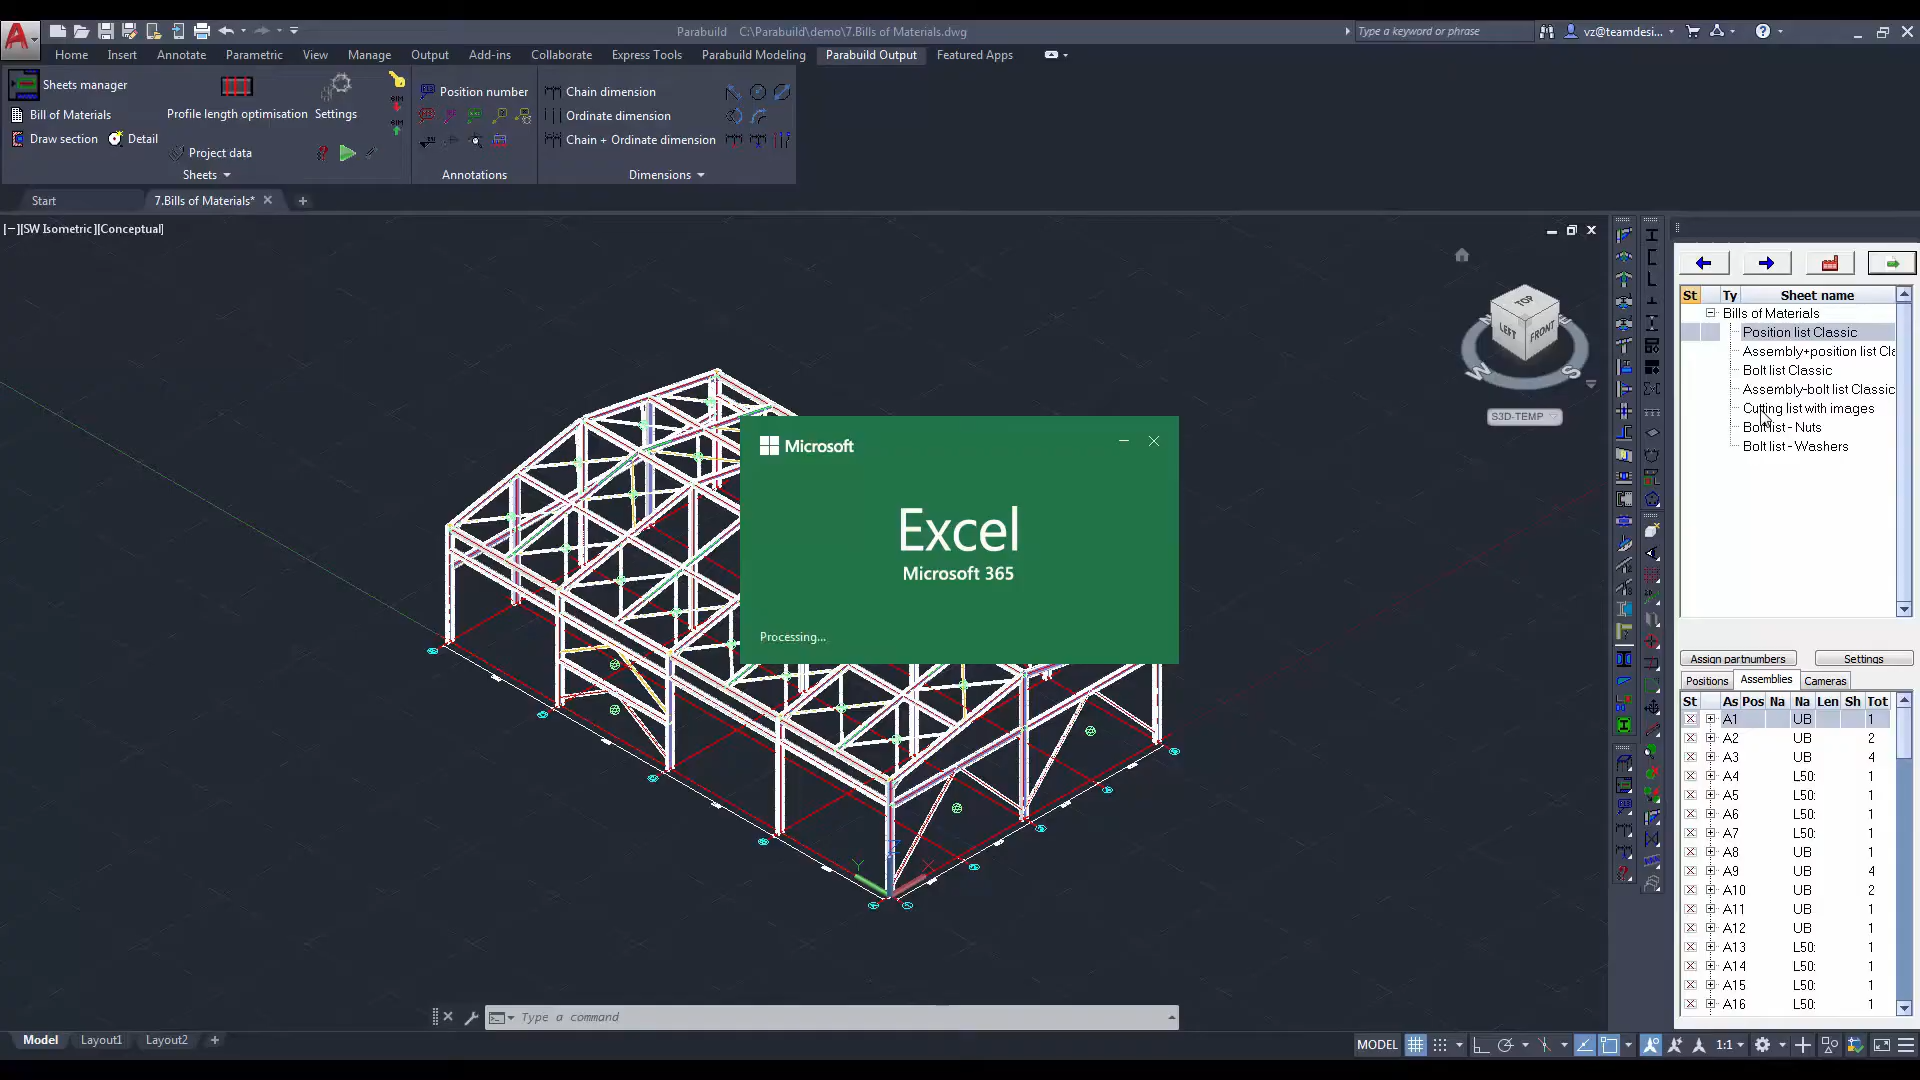 Parabuild C:\Parabuild\demo\7.Bills of Materials.dwg
Type a keyword or phrase
vz@teamdesi...
Home Insert Annotate Parametric View Manage Output Add-ins Collaborate Express Tools Parabuild Modeling Parabuild Output Featured Apps
Sheets manager
Bill of Materials
Draw section Detail
Profile length optimisation
Settings
Project data
Sheets
Position number
Annotations
Chain dimension
Ordinate dimension
Chain + Ordinate dimension
Dimensions
Start
7.Bills of Materials*
[−][SW Isometric][Conceptual]
TOP
LEFT FRONT
W S
S3D-TEMP
Microsoft
Excel
Microsoft 365
Processing...
Y X
Z
St Ty Sheet name
Bills of Materials
Position list Classic
Assembly+position list Cla
Bolt list Classic
Assembly-bolt list Classic
Cutting list with images
Bolt list - Nuts
Bolt list - Washers
Assign partnumbers Settings
Positions Assemblies Cameras
St As Pos Na Na Len Sh Tot
A1 UB 1
A2 UB 2
A3 UB 4
A4 L50: 1
A5 L50: 1
A6 L50: 1
A7 L50: 1
A8 UB 1
A9 UB 4
A10 UB 2
A11 UB 1
A12 UB 1
A13 L50: 1
A14 L50: 1
A15 L50: 1
A16 L50: 1
Type a command
Model Layout1 Layout2
MODEL
1:1